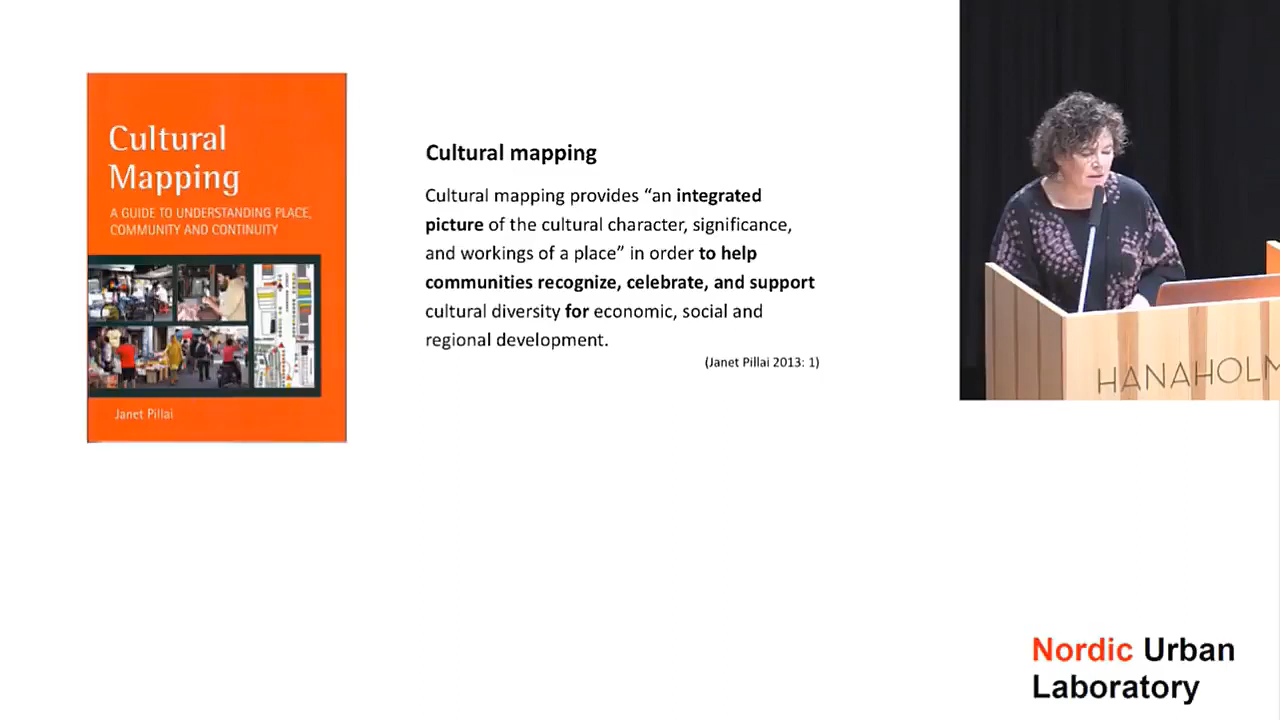 Cultural
Mapping
A GUIDE TO UNDERSTANDING PLACE,
COMMUNITY AND CONTINUITY
Janet Pillai
Cultural mapping
Cultural mapping provides “an integrated
picture of the cultural character, significance,
and workings of a place” in order to help
communities recognize, celebrate, and support
cultural diversity for economic, social and
regional development.
(Janet Pillai 2013: 1)
HANAHOLM
Nordic Urban
Laboratory